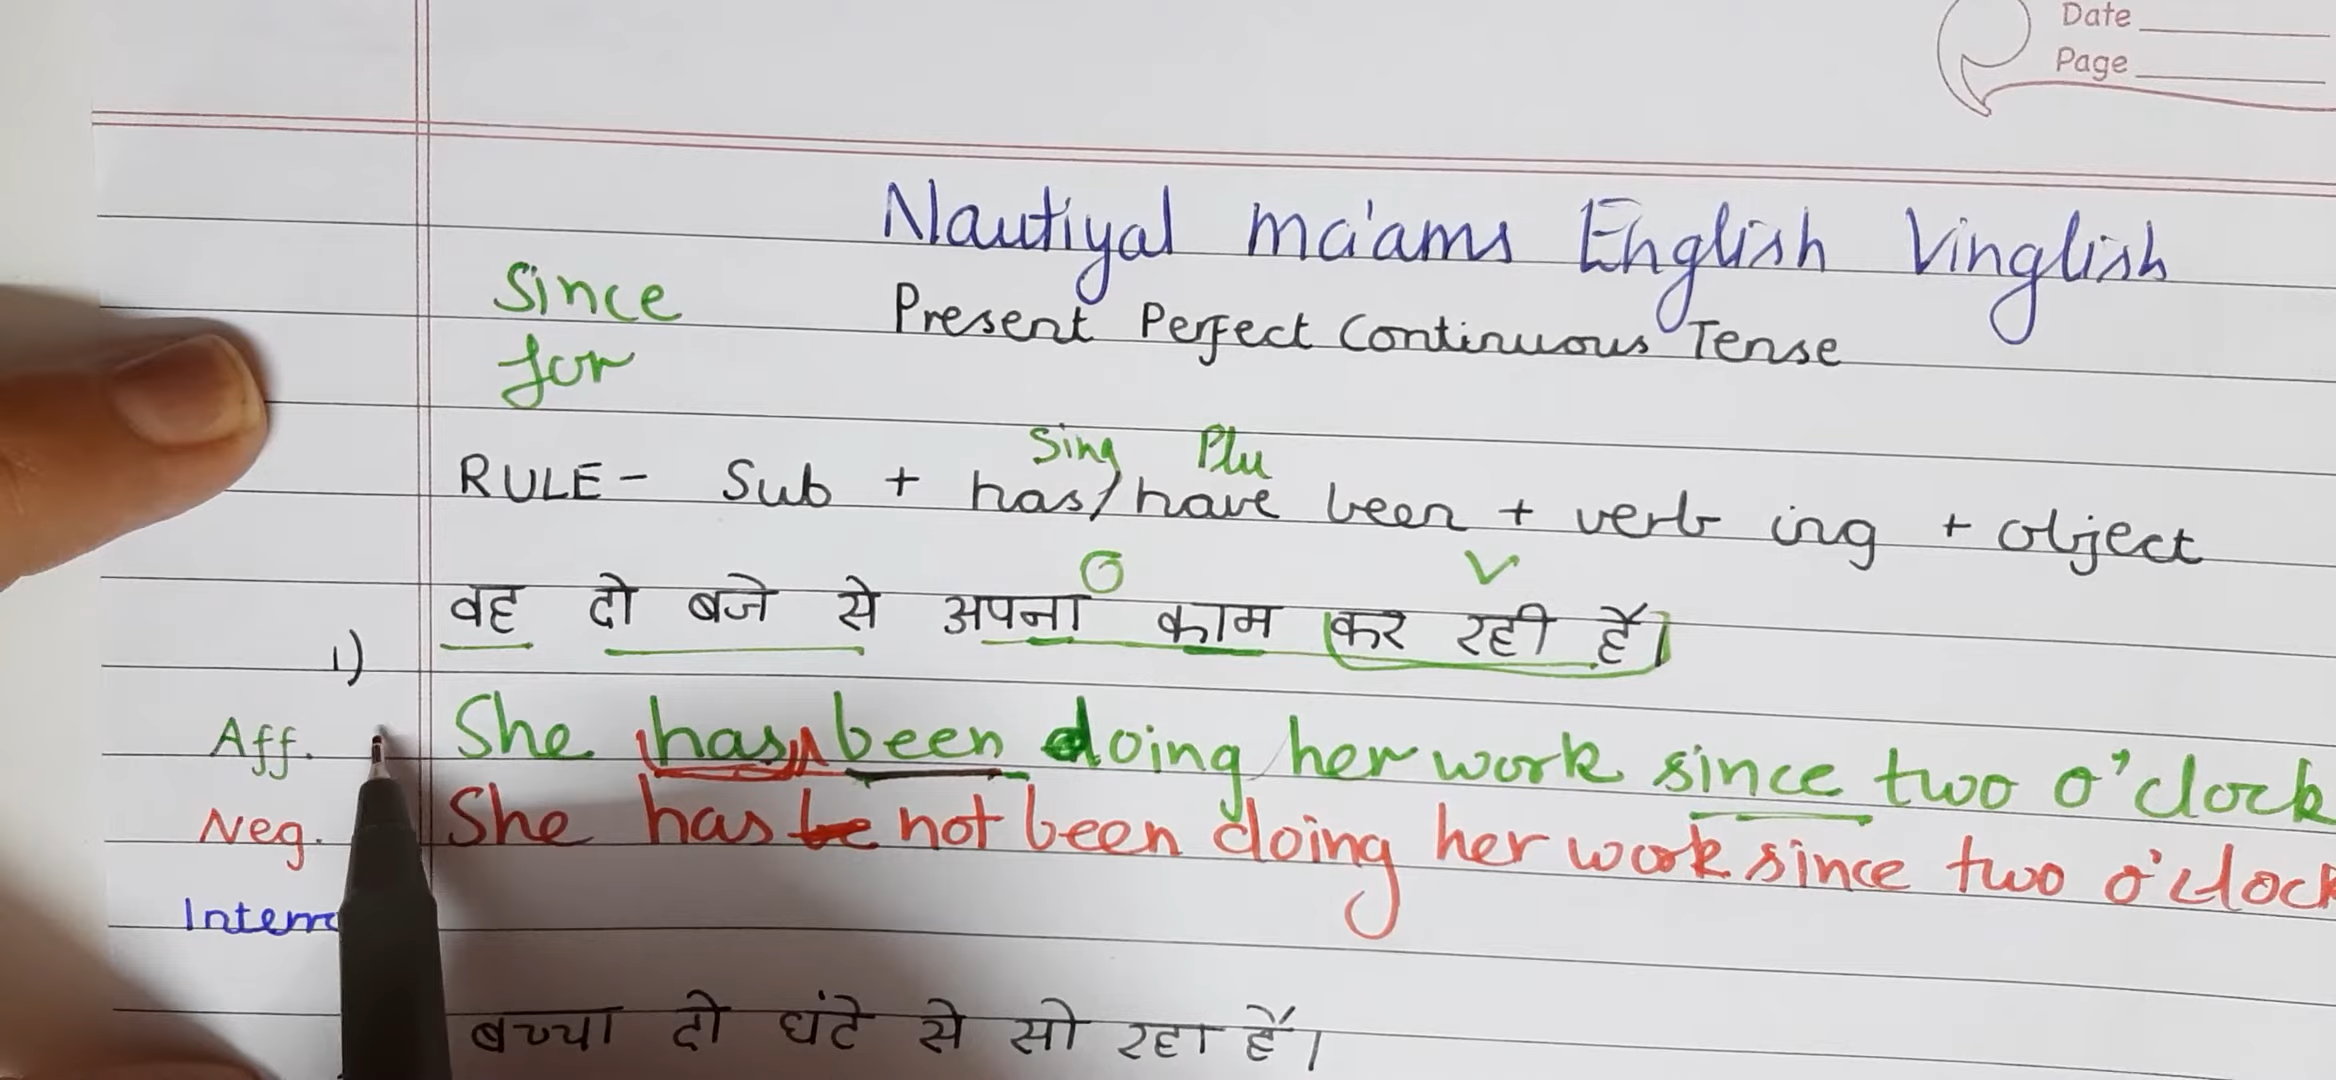 Date
Page
Nautiyal ma'ams English Vinglish
Since
Present Perfect Continuous Tense
for
Sing Plu
RULE- Sub + has/have been + verb ing + object
O V
वह दो बजे से अपना काम कर रही हैं।
1)
Aff. She has been doing her work since two o'clock
Neg. She has be not been doing her work since two o'clock
बच्चा दो घंटे से सो रहा हैं।